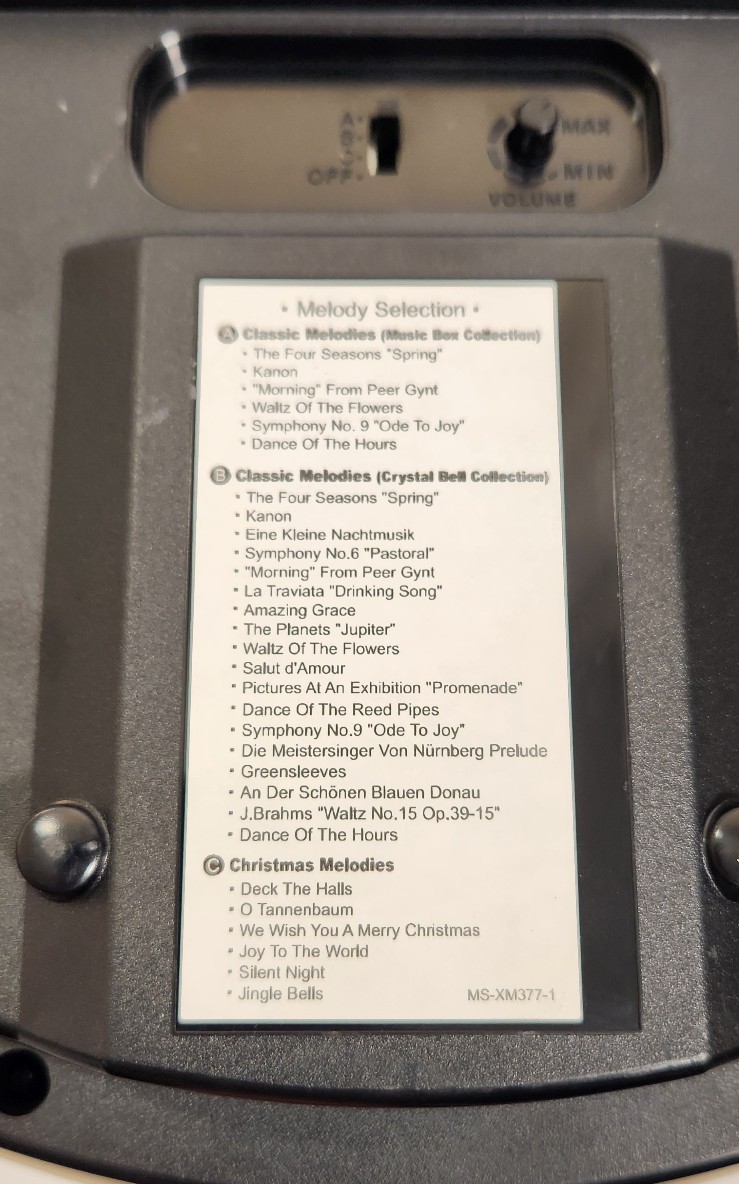 A
B
C
OFF
MAX
MIN
VOLUME
• Melody Selection •
A Classic Melodies (Music Box Collection)
• The Four Seasons "Spring"
• Kanon
• "Morning" From Peer Gynt
• Waltz Of The Flowers
• Symphony No. 9 "Ode To Joy"
• Dance Of The Hours
B Classic Melodies (Crystal Bell Collection)
• The Four Seasons "Spring"
• Kanon
• Eine Kleine Nachtmusik
• Symphony No.6 "Pastoral"
• "Morning" From Peer Gynt
• La Traviata "Drinking Song"
• Amazing Grace
• The Planets "Jupiter"
• Waltz Of The Flowers
• Salut d'Amour
• Pictures At An Exhibition "Promenade"
• Dance Of The Reed Pipes
• Symphony No.9 "Ode To Joy"
• Die Meistersinger Von Nürnberg Prelude
• Greensleeves
• An Der Schönen Blauen Donau
• J.Brahms "Waltz No.15 Op.39-15"
• Dance Of The Hours
C Christmas Melodies
• Deck The Halls
• O Tannenbaum
• We Wish You A Merry Christmas
• Joy To The World
• Silent Night
• Jingle Bells
MS-XM377-1